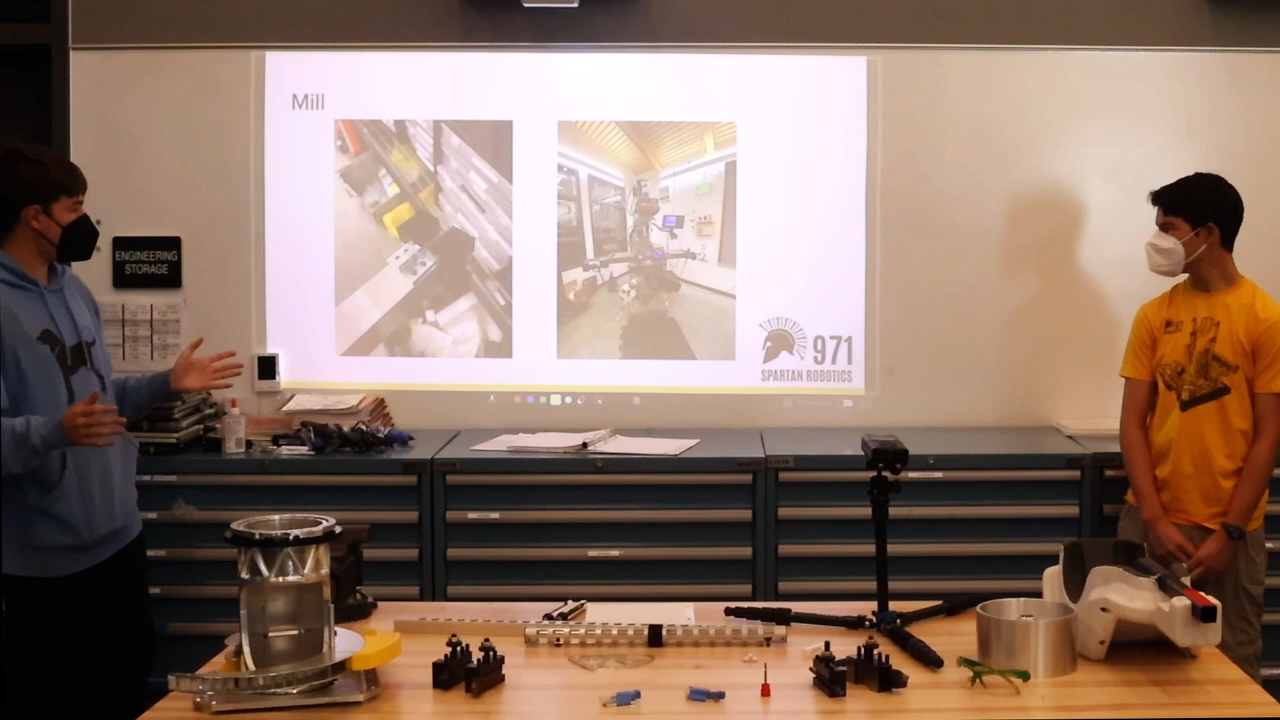 Mill
ENGINEERING
STORAGE
971
SPARTAN ROBOTICS